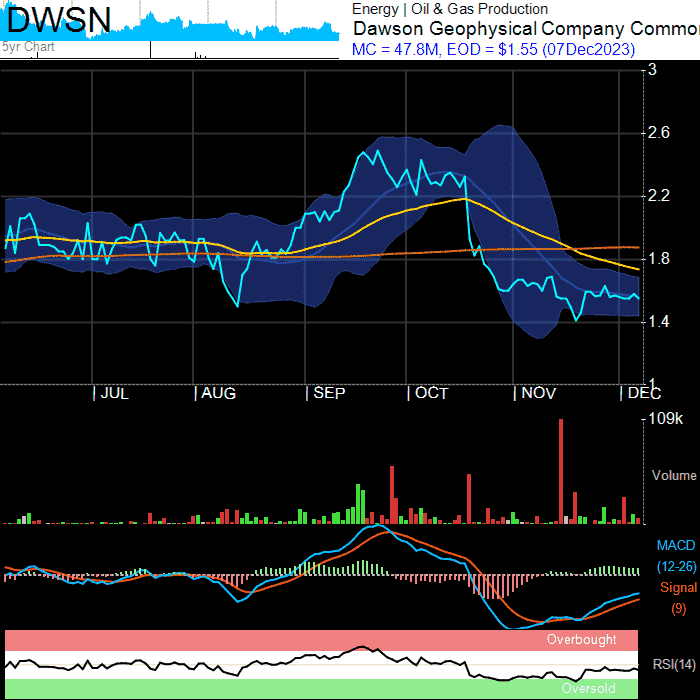 DWSN
Energy | Oil & Gas Production
Dawson Geophysical Company Commo
MC = 47.8M, EOD = $1.55 (07Dec2023)
5yr Chart
3
2.6
2.2
1.8
1.4
1
JUL AUG SEP OCT NOV DEC
109k
Volume
MACD
(12-26)
Signal
(9)
Overbought
RSI(14)
Oversold